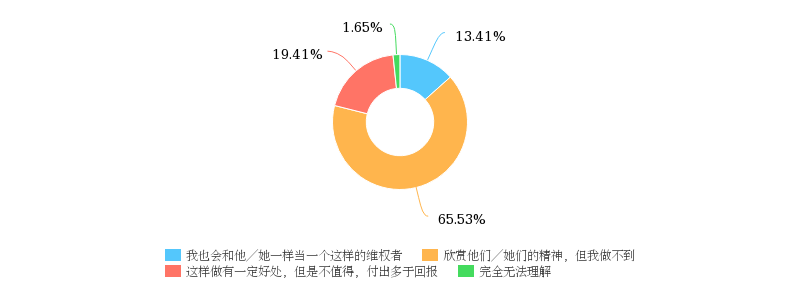 1.65%
13.41%
19.41%
65.53%
我也会和他／她一样当一个这样的维权者
欣赏他们／她们的精神，但我做不到
这样做有一定好处，但是不值得，付出多于回报
完全无法理解